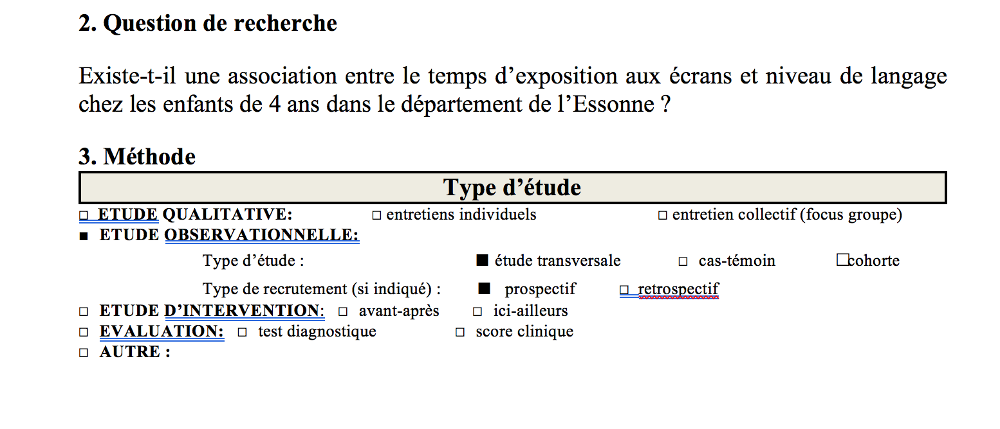 2. Question de recherche
Existe-t-il une association entre le temps d’exposition aux écrans et niveau de langage
chez les enfants de 4 ans dans le département de l’Essonne ?
3. Méthode
Type d’étude
□ ETUDE QUALITATIVE: □ entretiens individuels □ entretien collectif (focus groupe)
■ ETUDE OBSERVATIONNELLE:
Type d’étude : ■ étude transversale □ cas-témoin □cohorte
Type de recrutement (si indiqué) : ■ prospectif □ retrospectif
□ ETUDE D’INTERVENTION: □ avant-après □ ici-ailleurs
□ EVALUATION: □ test diagnostique □ score clinique
□ AUTRE :